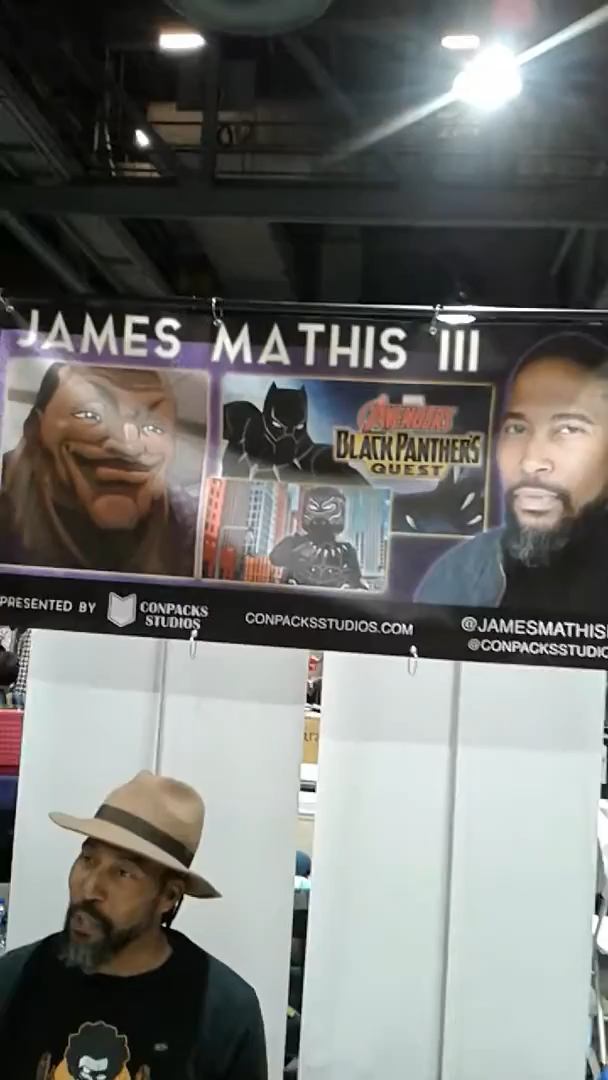 JAMES MATHIS III
AVENGERS
BLACK PANTHER'S
QUEST
PRESENTED BY
CONPACKS
STUDIOS
CONPACKSSTUDIOS.COM
@JAMESMATHIS
@CONPACKSSTUDIO